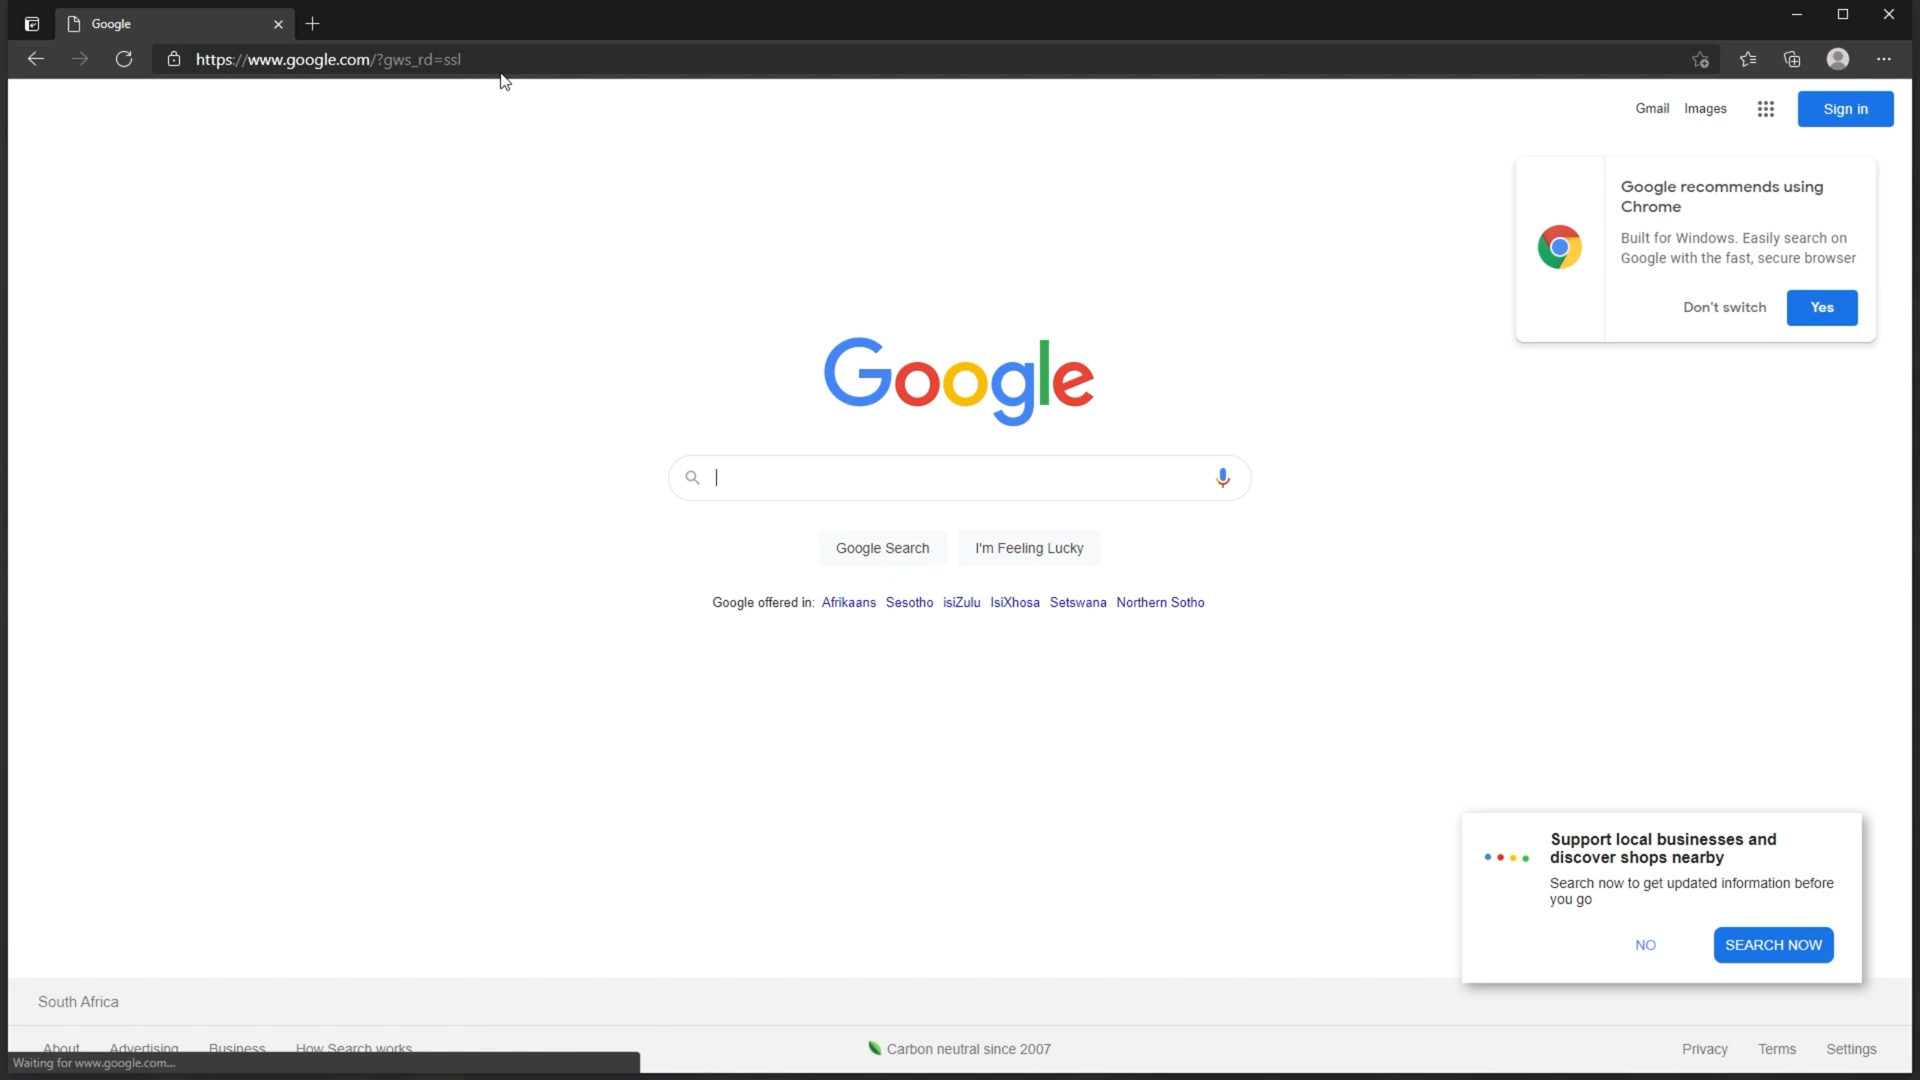 Google
https://www.google.com/?gws_rd=ssl
Gmail Images Sign in
Google recommends using
Chrome
Built for Windows. Easily search on
Google with the fast, secure browser
Don't switch Yes
Google
Google Search I'm Feeling Lucky
Google offered in: Afrikaans Sesotho isiZulu IsiXhosa Setswana Northern Sotho
Support local businesses and
discover shops nearby
Search now to get updated information before
you go
NO SEARCH NOW
South Africa
About Advertising Business How Search works Carbon neutral since 2007 Privacy Terms Settings
Waiting for www.google.com...